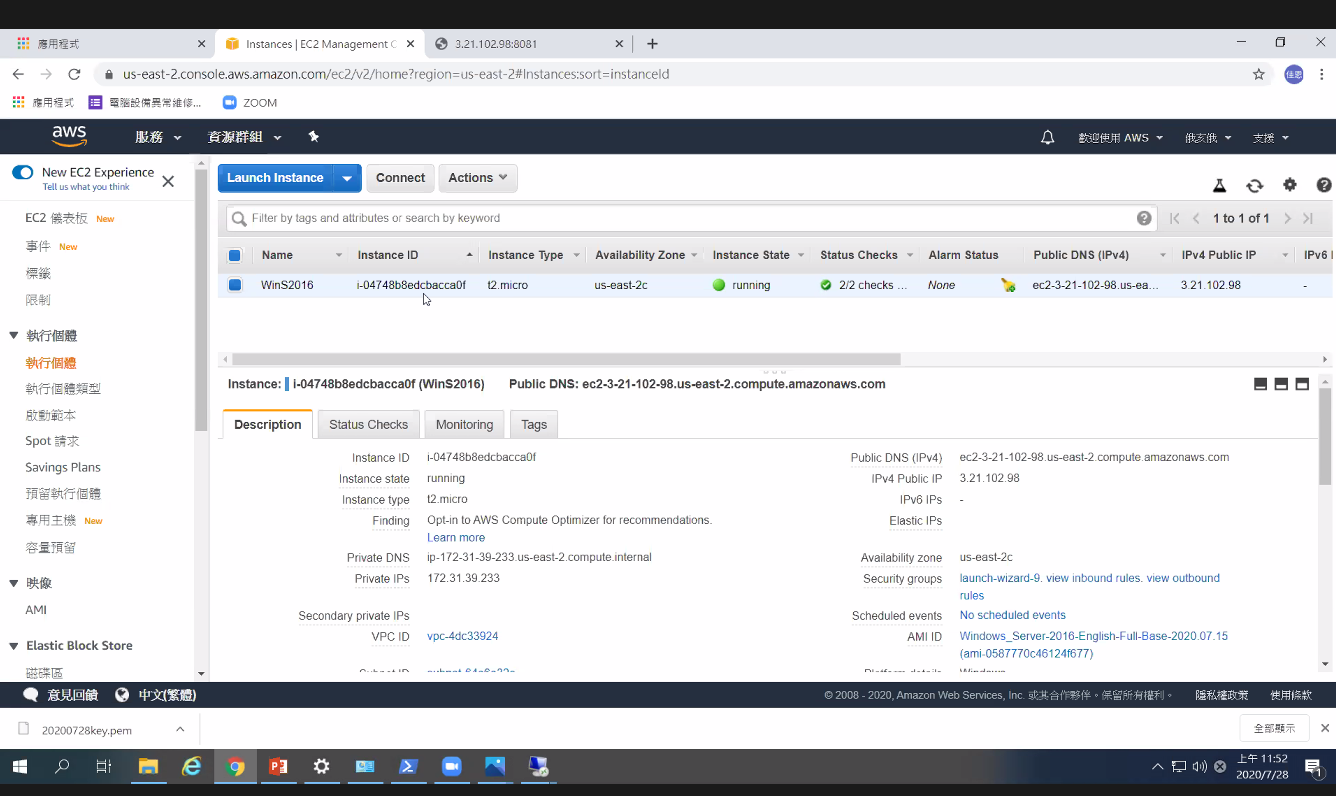 應用程式
Instances | EC2 Management C
3.21.102.98:8081
us-east-2.console.aws.amazon.com/ec2/v2/home?region=us-east-2#Instances:sort=instanceId
佳恩
應用程式
電腦設備異常維修...
ZOOM
aws
服務
資源群組
歡迎使用 AWS
俄亥俄
支援
New EC2 Experience
Tell us what you think
EC2 儀表板 New
事件 New
標籤
限制
執行個體
執行個體
執行個體類型
啟動範本
Spot 請求
Savings Plans
預留執行個體
專用主機 New
容量預留
映像
AMI
Elastic Block Store
磁碟區
Launch Instance
Connect
Actions
Filter by tags and attributes or search by keyword
1 to 1 of 1
Name Instance ID Instance Type Availability Zone Instance State Status Checks Alarm Status Public DNS (IPv4) IPv4 Public IP IPv6 I
WinS2016 i-04748b8edcbacca0f t2.micro us-east-2c running 2/2 checks ... None ec2-3-21-102-98.us-ea... 3.21.102.98 -
Instance: i-04748b8edcbacca0f (WinS2016) Public DNS: ec2-3-21-102-98.us-east-2.compute.amazonaws.com
Description
Status Checks
Monitoring
Tags
Instance ID i-04748b8edcbacca0f
Instance state running
Instance type t2.micro
Finding Opt-in to AWS Compute Optimizer for recommendations.
Learn more
Private DNS ip-172-31-39-233.us-east-2.compute.internal
Private IPs 172.31.39.233
Secondary private IPs
VPC ID vpc-4dc33924
Public DNS (IPv4) ec2-3-21-102-98.us-east-2.compute.amazonaws.com
IPv4 Public IP 3.21.102.98
IPv6 IPs -
Elastic IPs
Availability zone us-east-2c
Security groups launch-wizard-9. view inbound rules. view outbound
rules
Scheduled events No scheduled events
AMI ID Windows_Server-2016-English-Full-Base-2020.07.15
(ami-0587770c46124f677)
Platform details Windows
意見回饋
中文(繁體)
© 2008 - 2020, Amazon Web Services, Inc. 或其合作夥伴。保留所有權利。
隱私權政策
使用條款
20200728key.pem
全部顯示
上午 11:52
2020/7/28
1